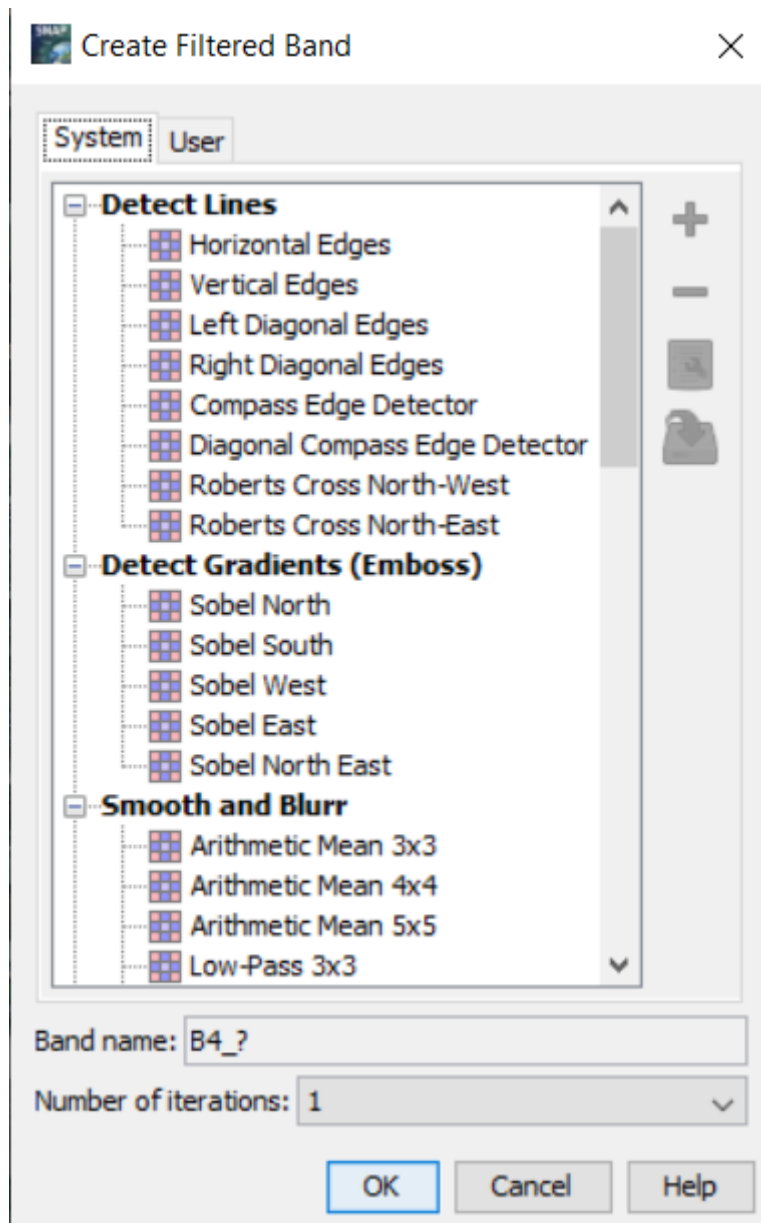 SNAP
Create Filtered Band
System User
Detect Lines
Horizontal Edges
Vertical Edges
Left Diagonal Edges
Right Diagonal Edges
Compass Edge Detector
Diagonal Compass Edge Detector
Roberts Cross North-West
Roberts Cross North-East
Detect Gradients (Emboss)
Sobel North
Sobel South
Sobel West
Sobel East
Sobel North East
Smooth and Blurr
Arithmetic Mean 3x3
Arithmetic Mean 4x4
Arithmetic Mean 5x5
Low-Pass 3x3
Band name: B4_?
Number of iterations: 1
OK Cancel Help